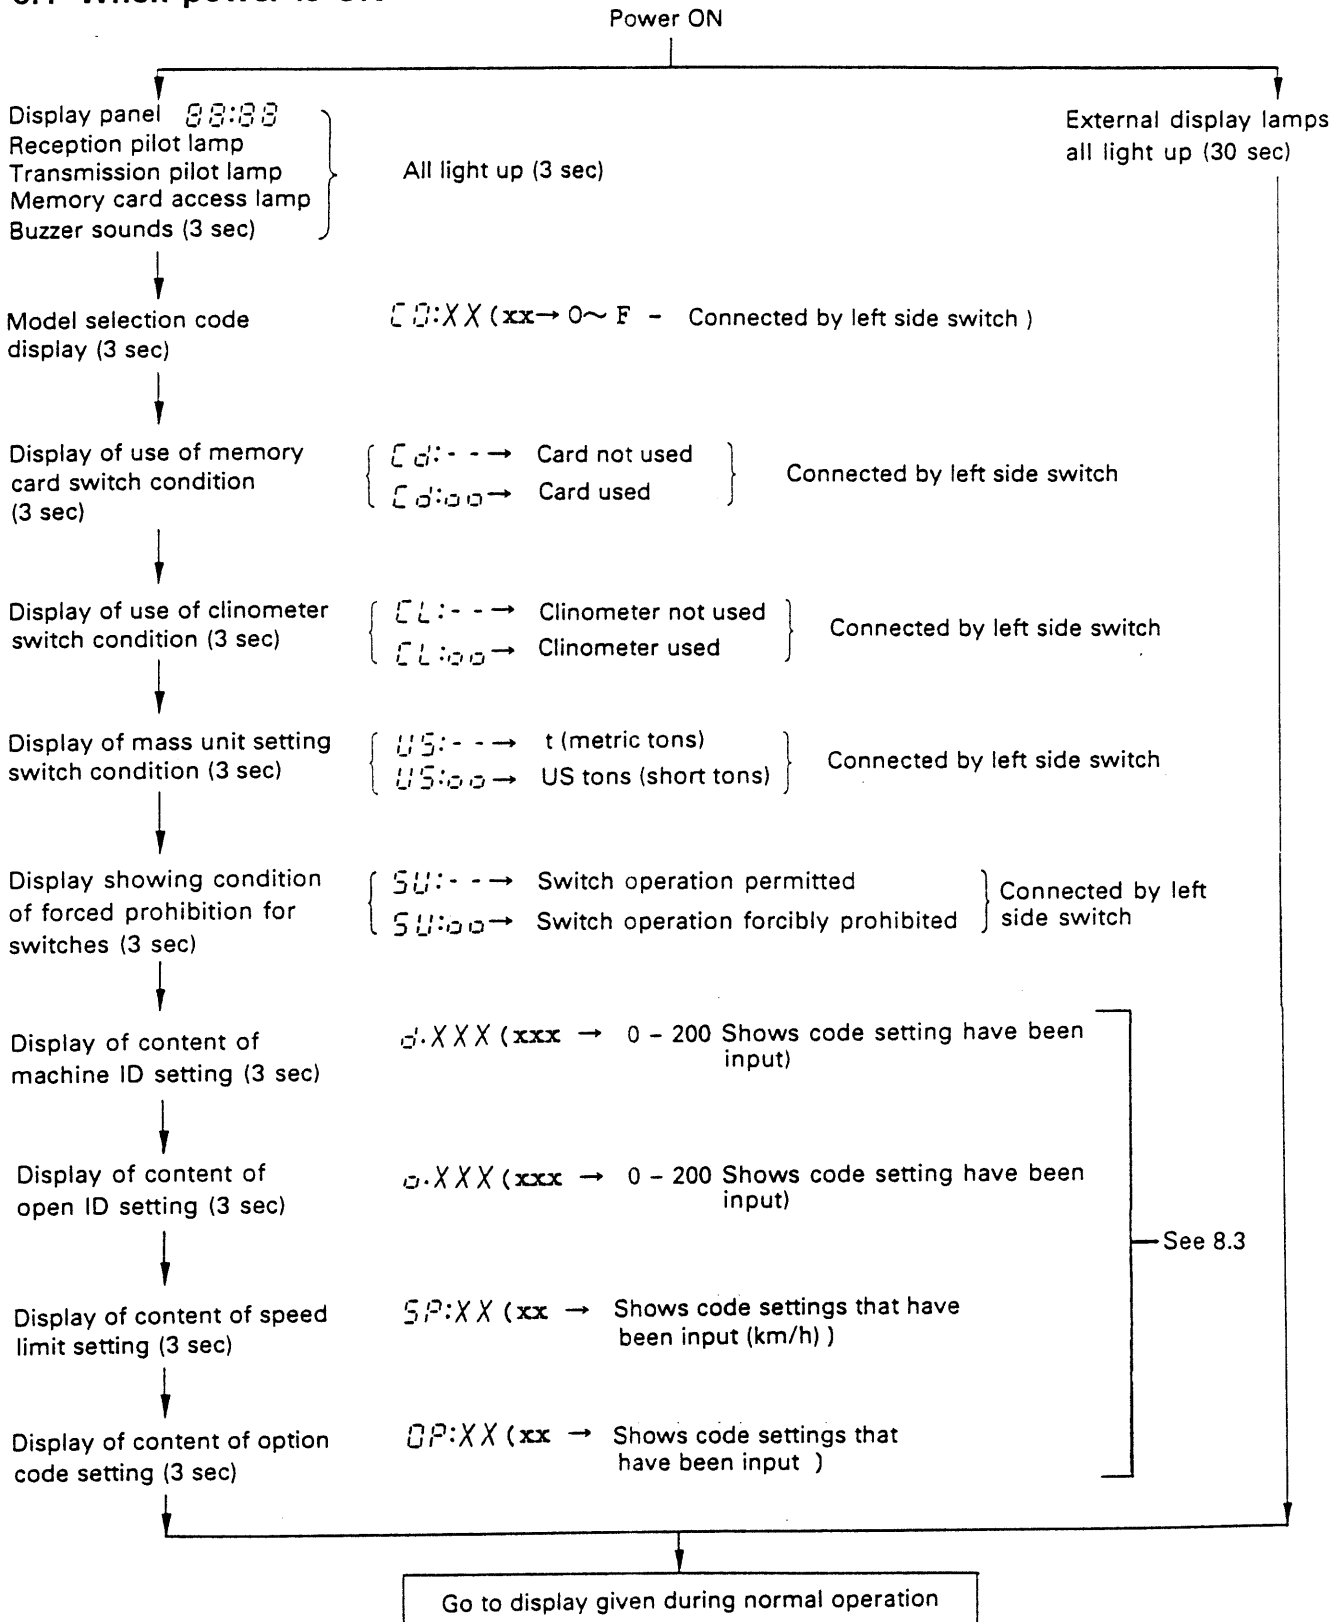 Power ON
Display panel 88:88
Reception pilot lamp
Transmission pilot lamp
Memory card access lamp
Buzzer sounds (3 sec)
All light up (3 sec)
External display lamps
all light up (30 sec)
Model selection code
display (3 sec)
C0:XX (xx→ 0~ F - Connected by left side switch )
Display of use of memory
card switch condition
(3 sec)
Cd:- -→ Card not used
Cd:oo→ Card used
Connected by left side switch
Display of use of clinometer
switch condition (3 sec)
CL:- -→ Clinometer not used
CL:oo→ Clinometer used
Connected by left side switch
Display of mass unit setting
switch condition (3 sec)
US:- -→ t (metric tons)
US:oo→ US tons (short tons)
Connected by left side switch
Display showing condition
of forced prohibition for
switches (3 sec)
SU:- -→ Switch operation permitted
SU:oo→ Switch operation forcibly prohibited
Connected by left
side switch
Display of content of
machine ID setting (3 sec)
d.XXX (xxx → 0 – 200 Shows code setting have been
input)
Display of content of
open ID setting (3 sec)
o.XXX (xxx → 0 – 200 Shows code setting have been
input)
See 8.3
Display of content of speed
limit setting (3 sec)
SP:XX (xx → Shows code settings that have
been input (km/h) )
Display of content of option
code setting (3 sec)
OP:XX (xx → Shows code settings that
have been input )
Go to display given during normal operation